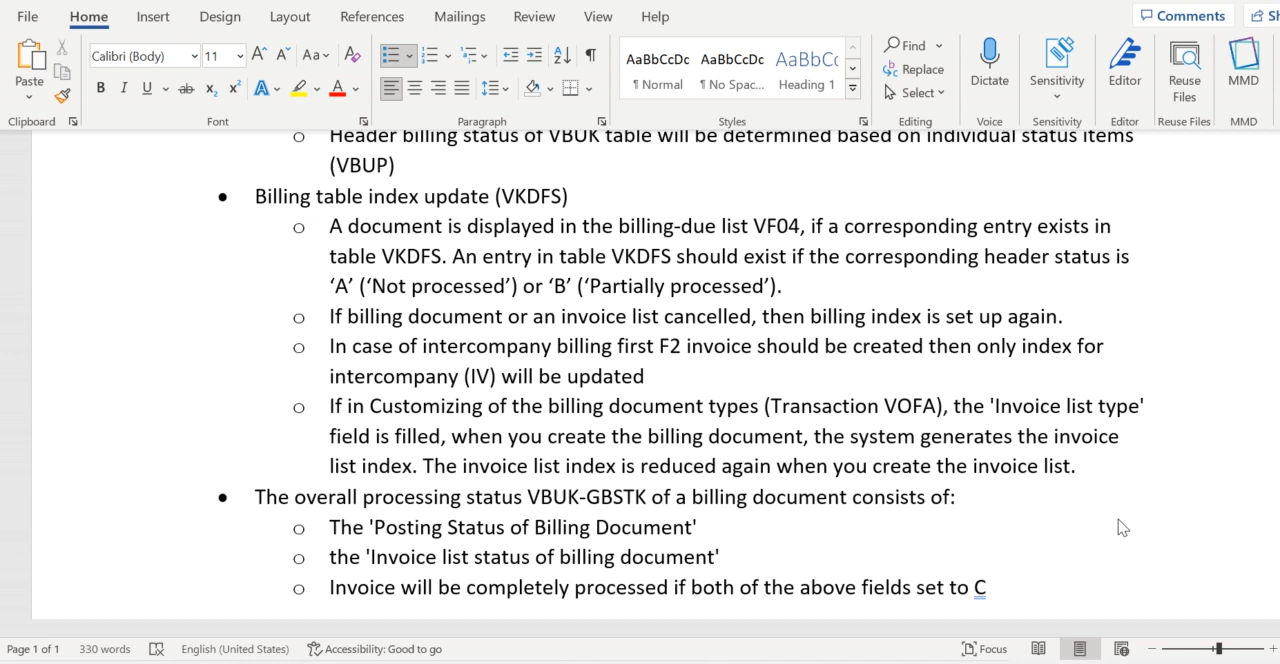 File Home Insert Design Layout References Mailings Review View Help Comments
Calibri (Body) 11 Aa
Find
Replace
Select
Paste
B I U ab x₂ x² A A
AaBbCcDc AaBbCcDc AaBbCc
¶ Normal ¶ No Spac... Heading 1
Dictate Sensitivity Editor Reuse Files MMD
Clipboard Font Paragraph Styles Editing Voice Sensitivity Editor Reuse Files MMD
o Header billing status of VBUK table will be determined based on individual status items
(VBUP)
• Billing table index update (VKDFS)
o A document is displayed in the billing-due list VF04, if a corresponding entry exists in
table VKDFS. An entry in table VKDFS should exist if the corresponding header status is
‘A’ (‘Not processed’) or ‘B’ (‘Partially processed’).
o If billing document or an invoice list cancelled, then billing index is set up again.
o In case of intercompany billing first F2 invoice should be created then only index for
intercompany (IV) will be updated
o If in Customizing of the billing document types (Transaction VOFA), the 'Invoice list type'
field is filled, when you create the billing document, the system generates the invoice
list index. The invoice list index is reduced again when you create the invoice list.
• The overall processing status VBUK-GBSTK of a billing document consists of:
o The 'Posting Status of Billing Document'
o the 'Invoice list status of billing document'
o Invoice will be completely processed if both of the above fields set to C
Page 1 of 1 330 words English (United States) Accessibility: Good to go Focus